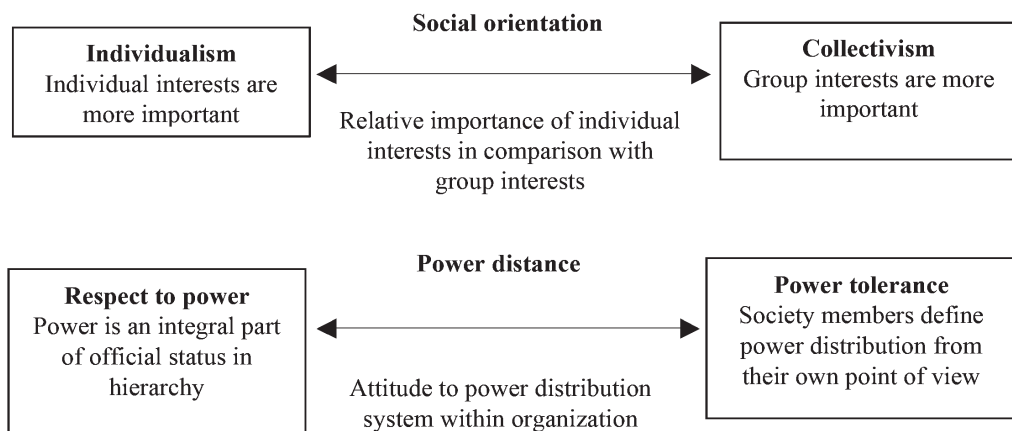 Social orientation
Individualism
Individual interests are
more important
Collectivism
Group interests are more
important
Relative importance of individual
interests in comparison with
group interests
Power distance
Respect to power
Power is an integral part
of official status in
hierarchy
Power tolerance
Society members define
power distribution from
their own point of view
Attitude to power distribution
system within organization